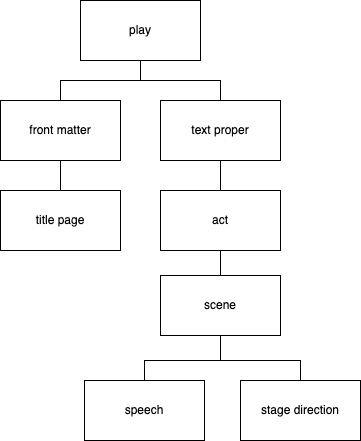 play
front matter
text proper
title page
act
scene
speech
stage direction